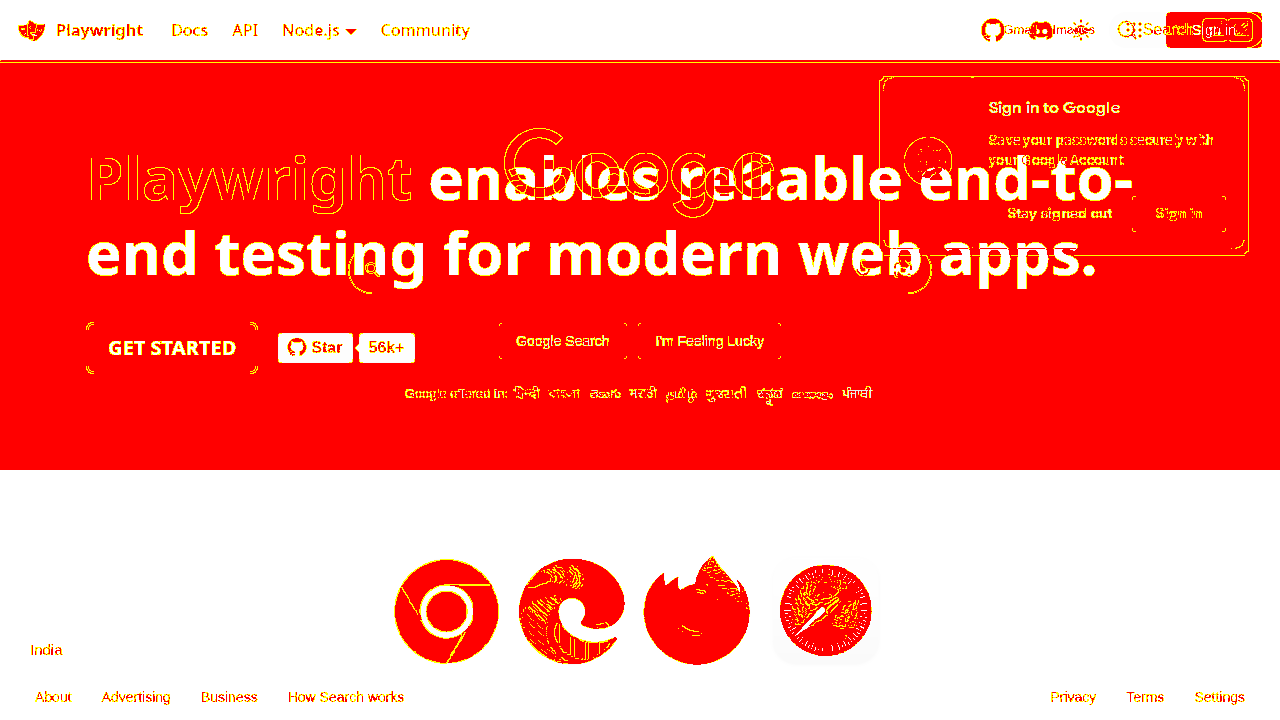 Playwright Docs API Node.js Community Gmail Images Search Sign in
Sign in to Google
Save your passwords securely with
your Google Account
Stay signed out Sign in
Google
Playwright enables reliable end-to-
end testing for modern web apps.
GET STARTED Star 56k+ Google Search I'm Feeling Lucky
Google offered in: हिन्दी বাংলা తెలుగు मराठी தமிழ் ગુજરાતી ಕನ್ನಡ മലയാളം ਪੰਜਾਬੀ
India
About Advertising Business How Search works Privacy Terms Settings